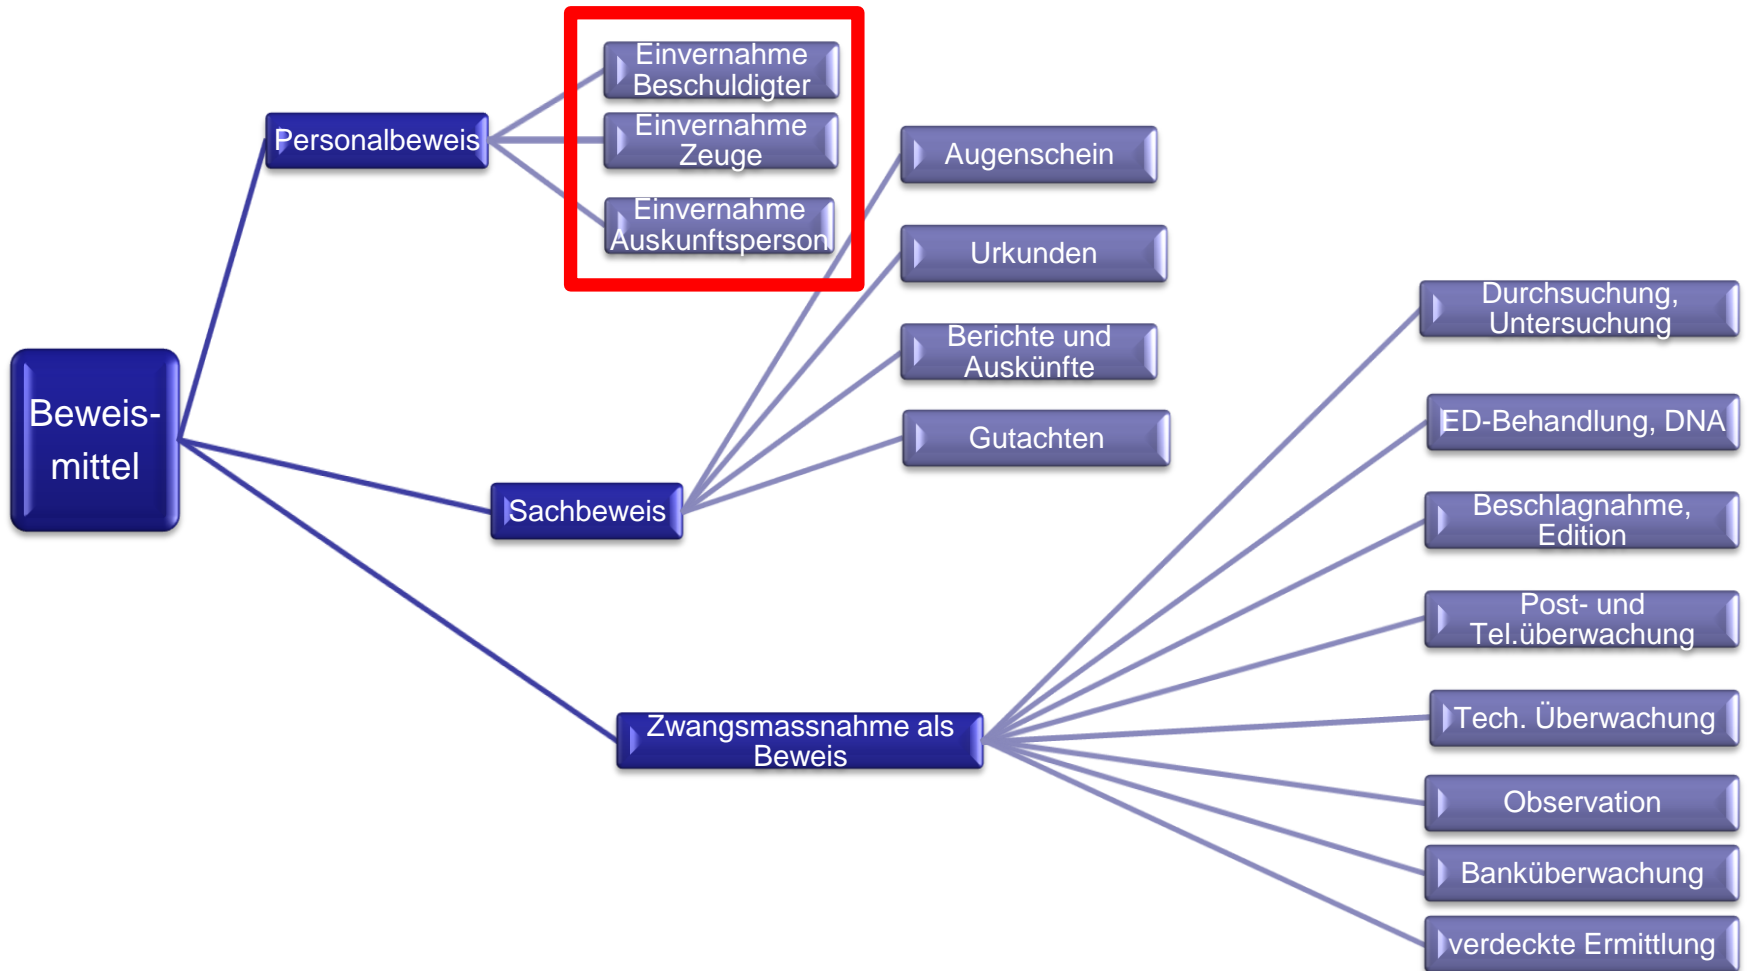 Einvernahme
Beschuldigter
Personalbeweis
Einvernahme
Zeuge
Einvernahme
Auskunftsperson
Augenschein
Urkunden
Berichte und
Auskünfte
Gutachten
Beweis-
mittel
Sachbeweis
Zwangsmassnahme als
Beweis
Durchsuchung,
Untersuchung
ED-Behandlung, DNA
Beschlagnahme,
Edition
Post- und
Tel.überwachung
Tech. Überwachung
Observation
Banküberwachung
verdeckte Ermittlung